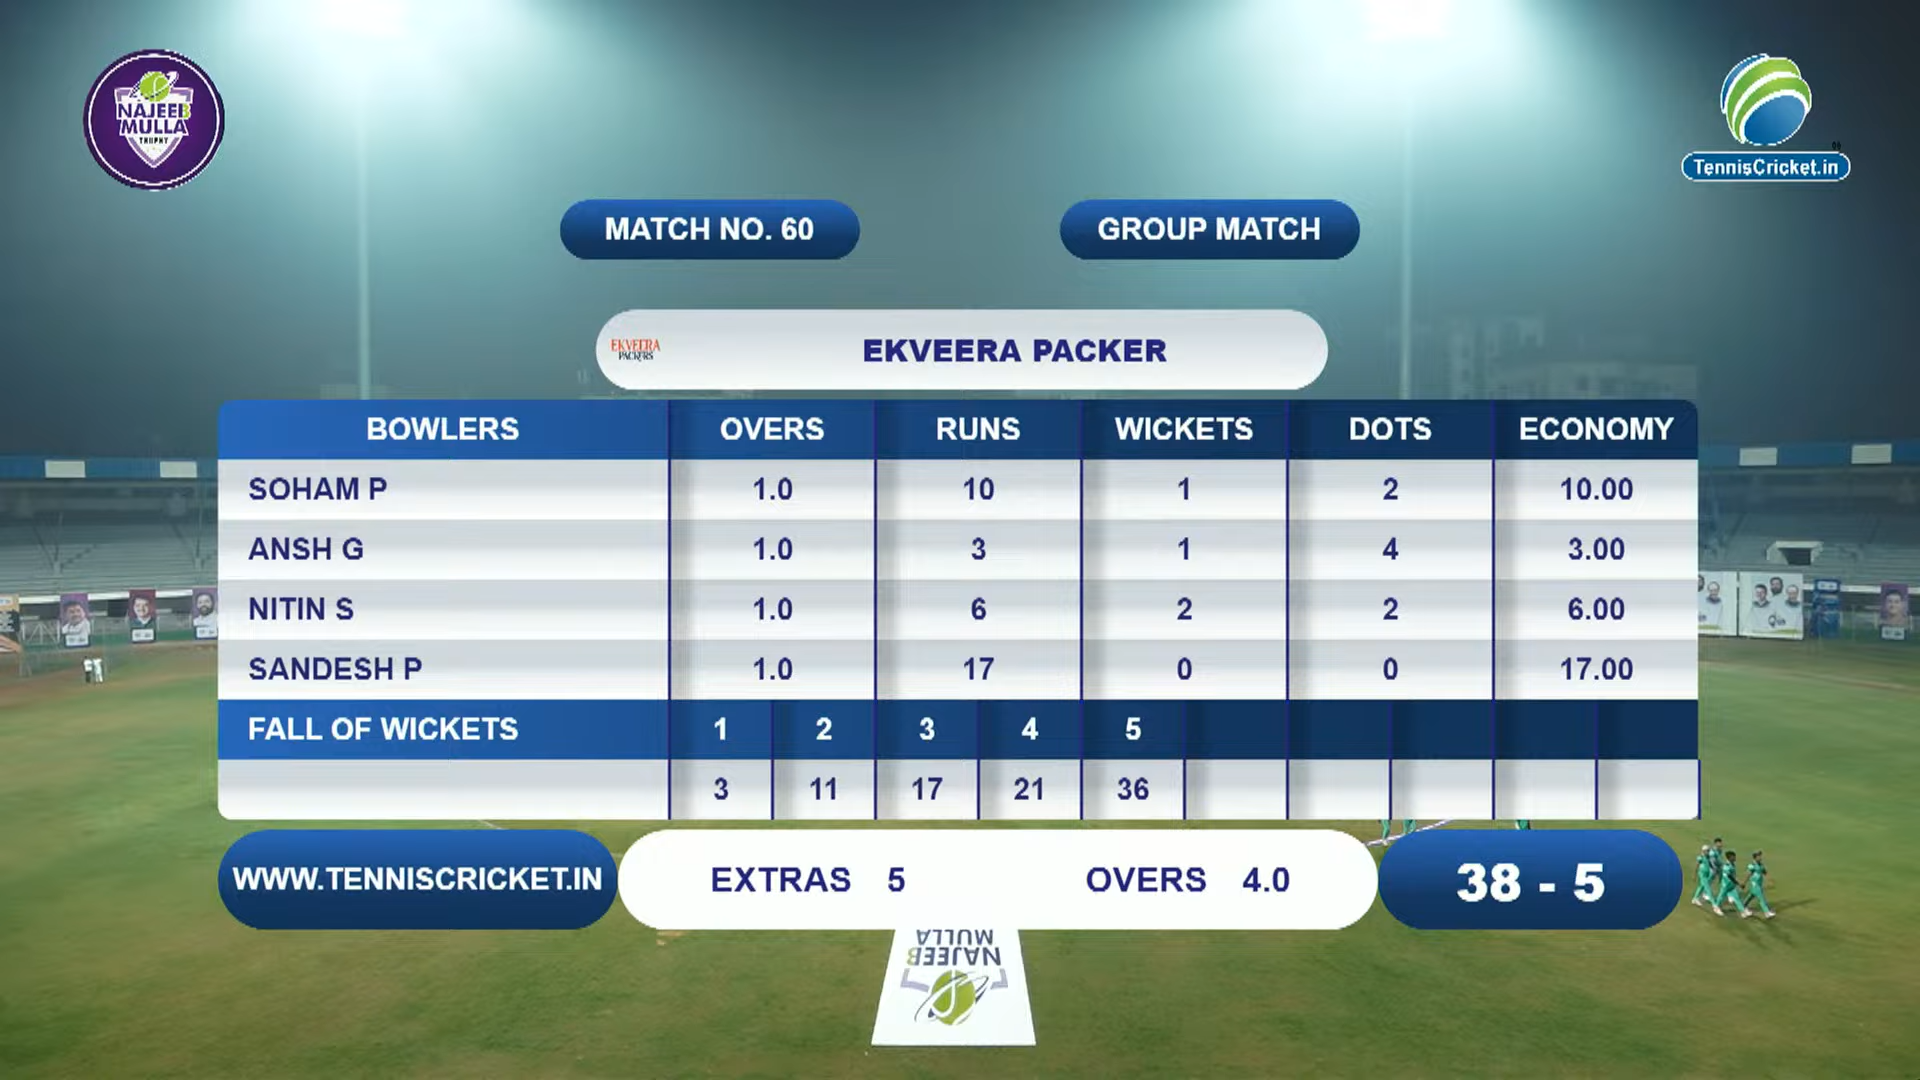 NAJEEB
MULLA
TROPHY
TennisCricket.in
MATCH NO. 60
GROUP MATCH
EKVEERA
PACKERS
EKVEERA PACKER
BOWLERS OVERS RUNS WICKETS DOTS ECONOMY
SOHAM P 1.0 10 1 2 10.00
ANSH G 1.0 3 1 4 3.00
NITIN S 1.0 6 2 2 6.00
SANDESH P 1.0 17 0 0 17.00
FALL OF WICKETS 1 2 3 4 5
3 11 17 21 36
WWW.TENNISCRICKET.IN
EXTRAS 5 OVERS 4.0
38 - 5
NAJEEB
MULLA